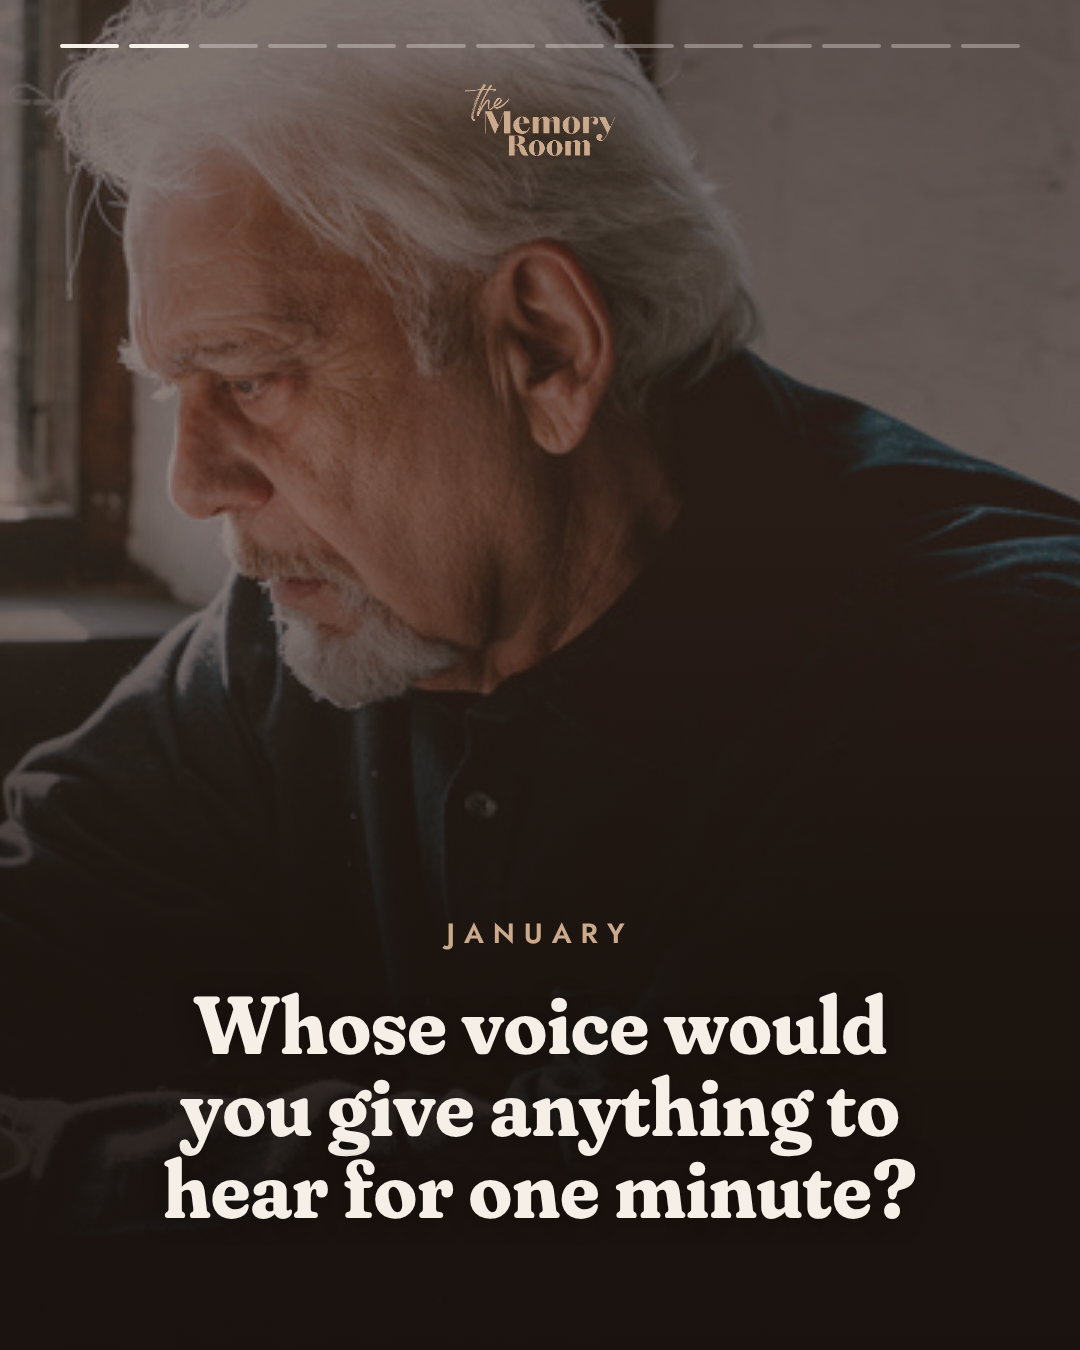 the
Memory
Room
JANUARY
Whose voice would
you give anything to
hear for one minute?